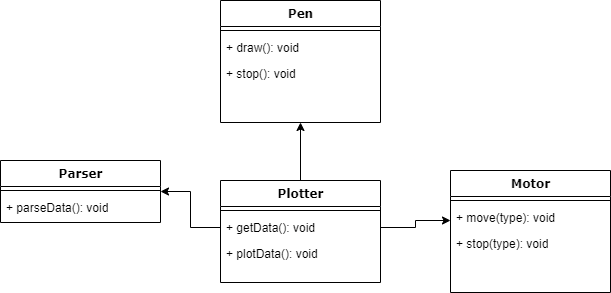 Pen
+ draw(): void
+ stop(): void
Parser
+ parseData(): void
Plotter
+ getData(): void
+ plotData(): void
Motor
+ move(type): void
+ stop(type): void